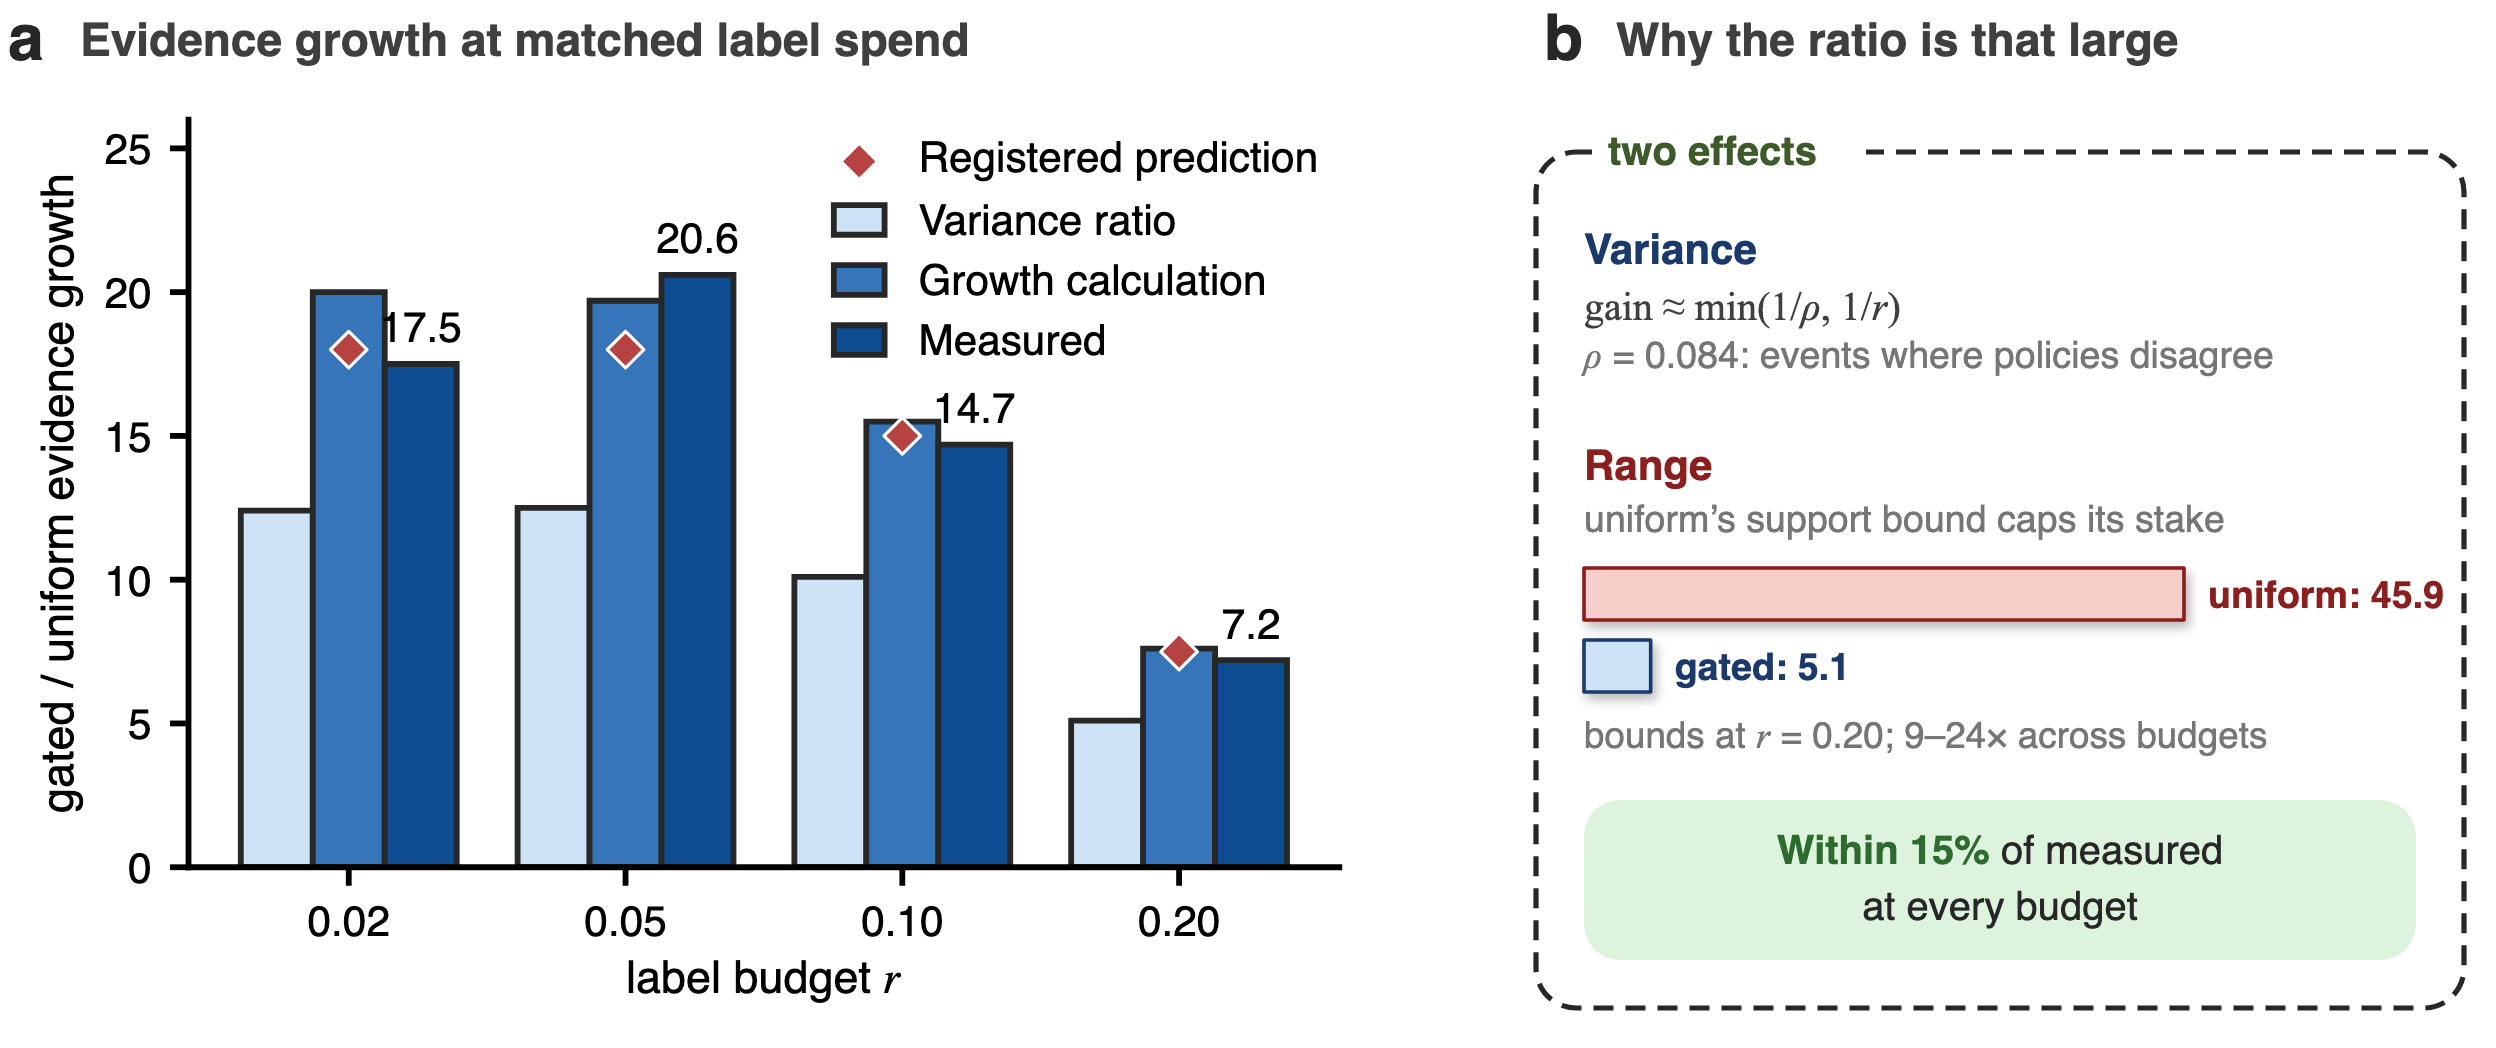 a Evidence growth at matched label spend
gated / uniform evidence growth
25
20
15
10
5
0
Registered prediction
Variance ratio
Growth calculation
Measured
17.5
20.6
14.7
7.2
0.02 0.05 0.10 0.20
label budget r
b Why the ratio is that large
two effects
Variance
gain ≈ min(1/ρ, 1/r)
ρ = 0.084: events where policies disagree
Range
uniform’s support bound caps its stake
uniform: 45.9
gated: 5.1
bounds at r = 0.20; 9–24× across budgets
Within 15% of measured
at every budget